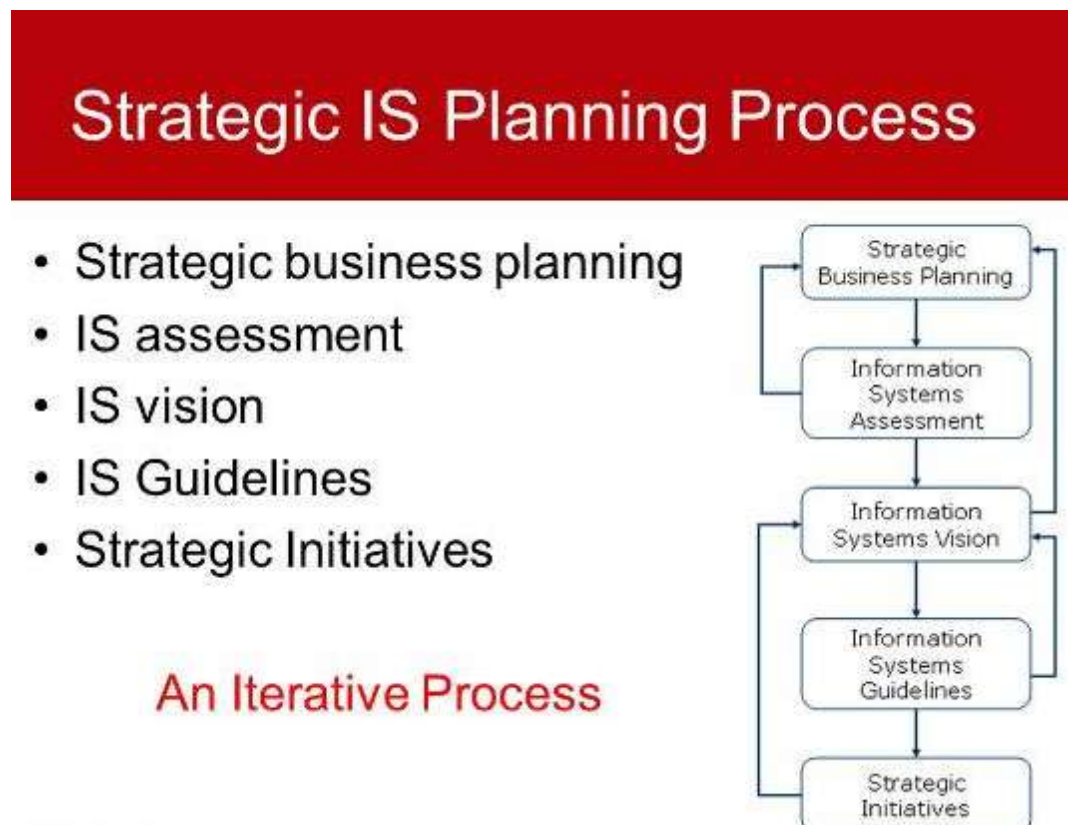 Strategic IS Planning Process
• Strategic business planning
• IS assessment
• IS vision
• IS Guidelines
• Strategic Initiatives
An Iterative Process
Strategic
Business Planning
Information
Systems
Assessment
Information
Systems Vision
Information
Systems
Guidelines
Strategic
Initiatives